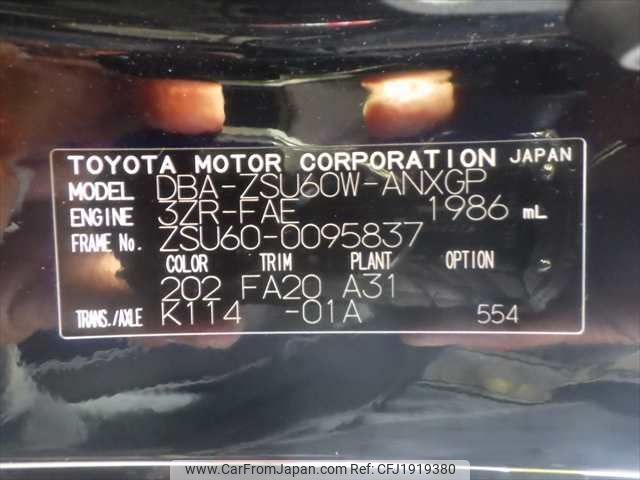 TOYOTA MOTOR CORPORATION JAPAN
MODEL DBA-ZSU60W-ANXGP
ENGINE 3ZR-FAE 1986 mL
FRAME No. ZSU60-0095837
COLOR TRIM PLANT OPTION
202 FA20 A31
TRANS./AXLE K114 -01A 554
www.CarFromJapan.com - CFJ1919380